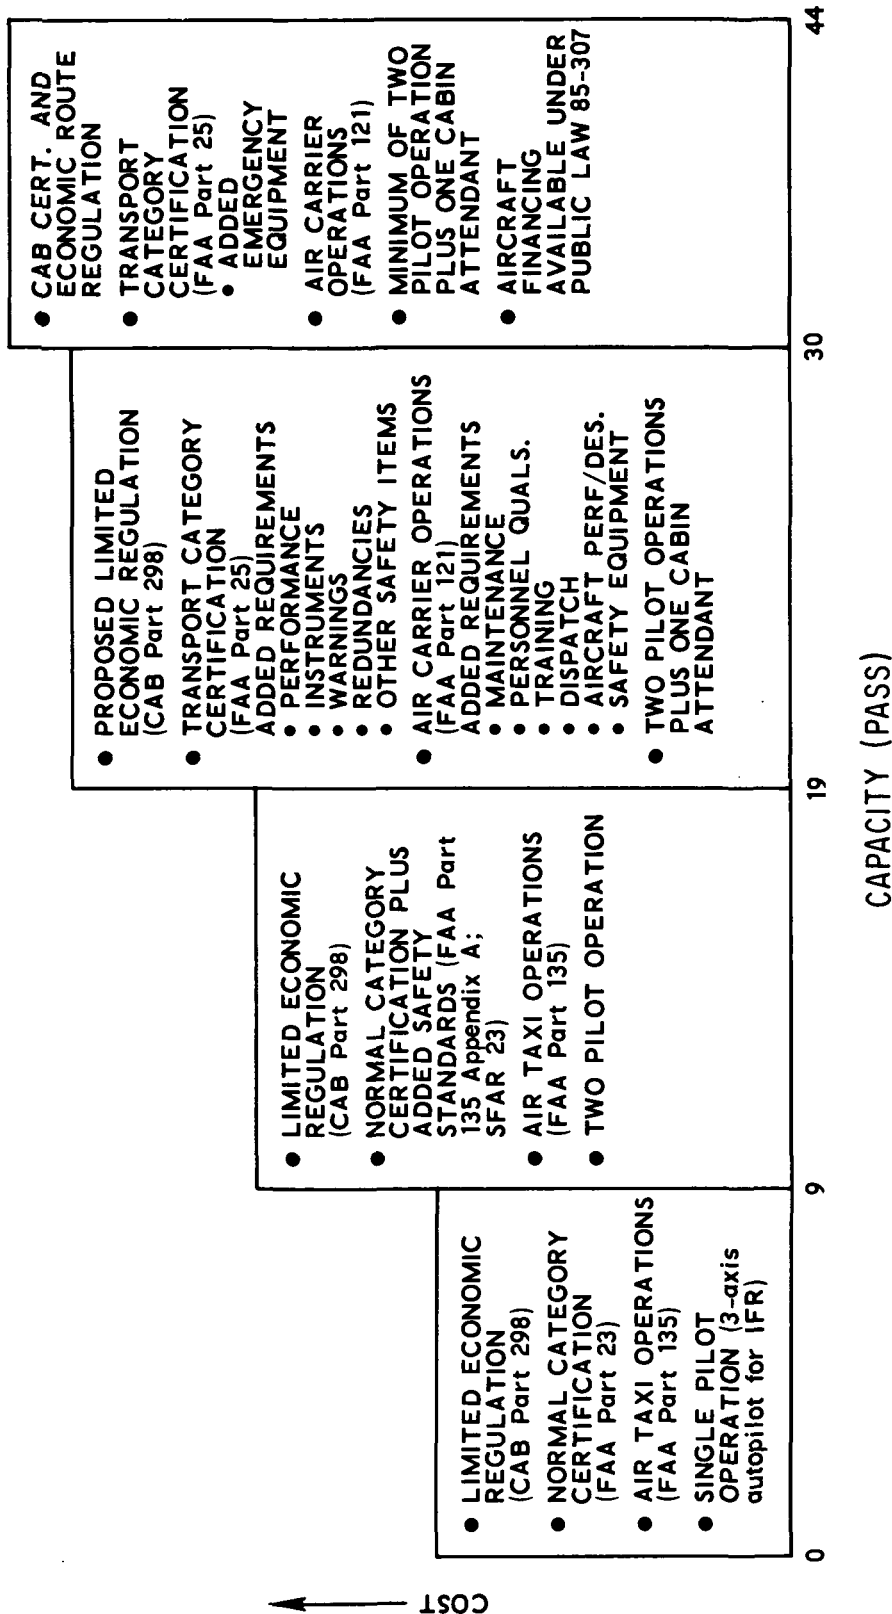 COST
● LIMITED ECONOMIC
REGULATION
(CAB Part 298)
● NORMAL CATEGORY
CERTIFICATION
(FAA Part 23)
● AIR TAXI OPERATIONS
(FAA Part 135)
● SINGLE PILOT
OPERATION (3-axis
autopilot for IFR)
● LIMITED ECONOMIC
REGULATION
(CAB Part 298)
● NORMAL CATEGORY
CERTIFICATION PLUS
ADDED SAFETY
STANDARDS (FAA Part
135 Appendix A;
SFAR 23)
● AIR TAXI OPERATIONS
(FAA Part 135)
● TWO PILOT OPERATION
● PROPOSED LIMITED
ECONOMIC REGULATION
(CAB Part 298)
● TRANSPORT CATEGORY
CERTIFICATION
(FAA Part 25)
ADDED REQUIREMENTS
• PERFORMANCE
• INSTRUMENTS
• WARNINGS
• REDUNDANCIES
• OTHER SAFETY ITEMS
● AIR CARRIER OPERATIONS
(FAA Part 121)
ADDED REQUIREMENTS
• MAINTENANCE
• PERSONNEL QUALS.
• TRAINING
• DISPATCH
• AIRCRAFT PERF/DES.
• SAFETY EQUIPMENT
● TWO PILOT OPERATIONS
PLUS ONE CABIN
ATTENDANT
● CAB CERT. AND
ECONOMIC ROUTE
REGULATION
● TRANSPORT
CATEGORY
CERTIFICATION
(FAA Part 25)
• ADDED
EMERGENCY
EQUIPMENT
● AIR CARRIER
OPERATIONS
(FAA Part 121)
● MINIMUM OF TWO
PILOT OPERATION
PLUS ONE CABIN
ATTENDANT
● AIRCRAFT
FINANCING
AVAILABLE UNDER
PUBLIC LAW 85-307
0 9 19 30 44
CAPACITY (PASS)